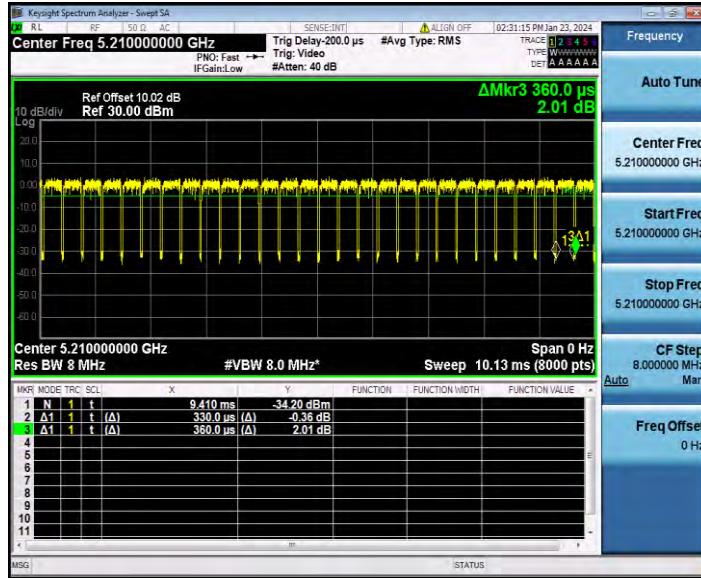 Keysight Spectrum Analyzer - Swept SA
RL RF 50 Ω AC SENSE:INT ALIGN OFF 02:31:15 PM Jan 23, 2024
Center Freq 5.210000000 GHz
PNO: Fast
IFGain:Low
Trig Delay-200.0 µs
Trig: Video
#Atten: 40 dB
#Avg Type: RMS
TRACE 1 2 3 4 5 6
TYPE W
DET A A A A A A
Ref Offset 10.02 dB
10 dB/div Ref 30.00 dBm
Log
ΔMkr3 360.0 µs
2.01 dB
20.0
10.0
0.00
-10.0
-20.0
-30.0
-40.0
-50.0
-60.0
13Δ1
Center 5.210000000 GHz Span 0 Hz
Res BW 8 MHz #VBW 8.0 MHz* Sweep 10.13 ms (8000 pts)
MKR MODE TRC SCL X Y FUNCTION FUNCTION WIDTH FUNCTION VALUE
1 N 1 t 9.410 ms -34.20 dBm
2 Δ1 1 t (Δ) 330.0 µs (Δ) -0.36 dB
3 Δ1 1 t (Δ) 360.0 µs (Δ) 2.01 dB
4
5
6
7
8
9
10
11
MSG STATUS
Frequency
Auto Tune
Center Freq
5.210000000 GHz
Start Freq
5.210000000 GHz
Stop Freq
5.210000000 GHz
CF Step
8.000000 MHz
Auto Man
Freq Offset
0 Hz